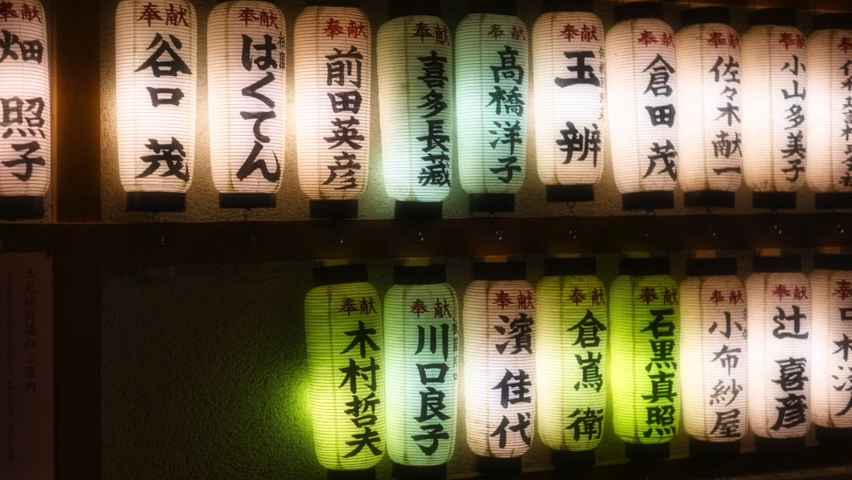 畑 照子
奉献
谷口 茂
奉献
はくてん
奉献
前田英彦
奉献
喜多長藏
奉献
高橋洋子
奉献
玉辨
奉献
倉田茂
奉献
佐々木献一
奉献
小山多美子
奉献
奉献
木村哲夫
奉献
川口良子
奉献
濱佳代
奉献
倉嶌衛
奉献
石黒真照
奉献
小布紗屋
奉献
辻喜彦
奉献